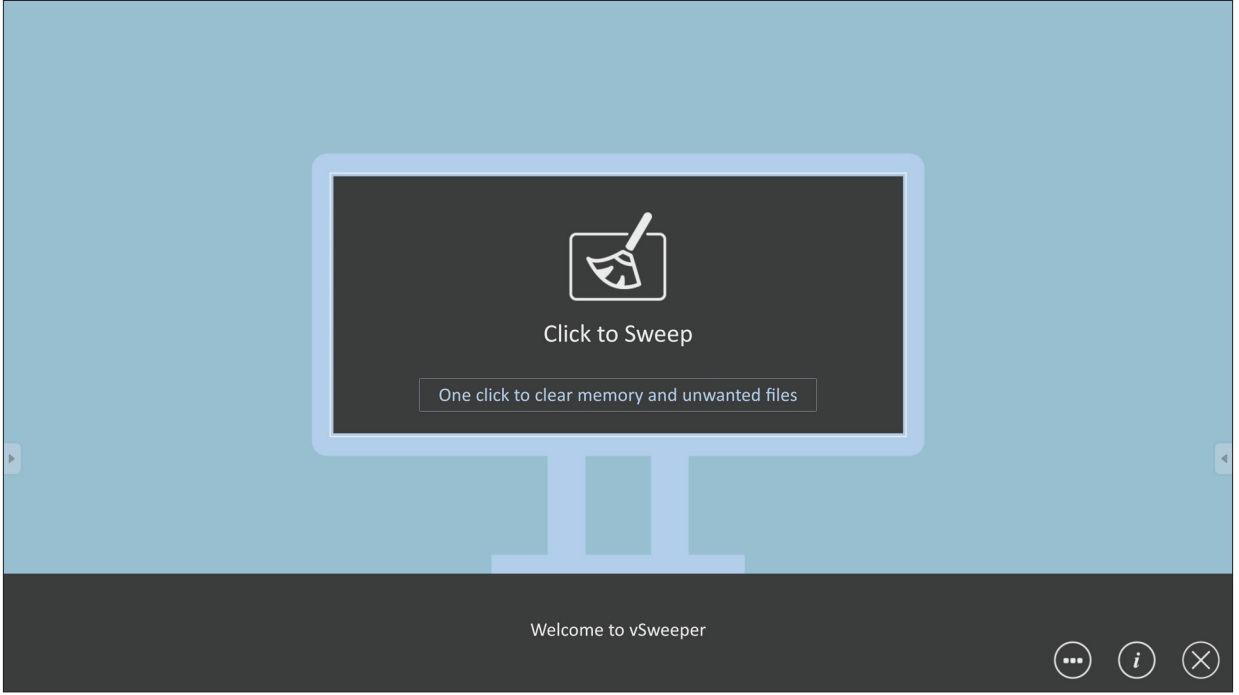 Click to Sweep
One click to clear memory and unwanted files
Welcome to vSweeper
i